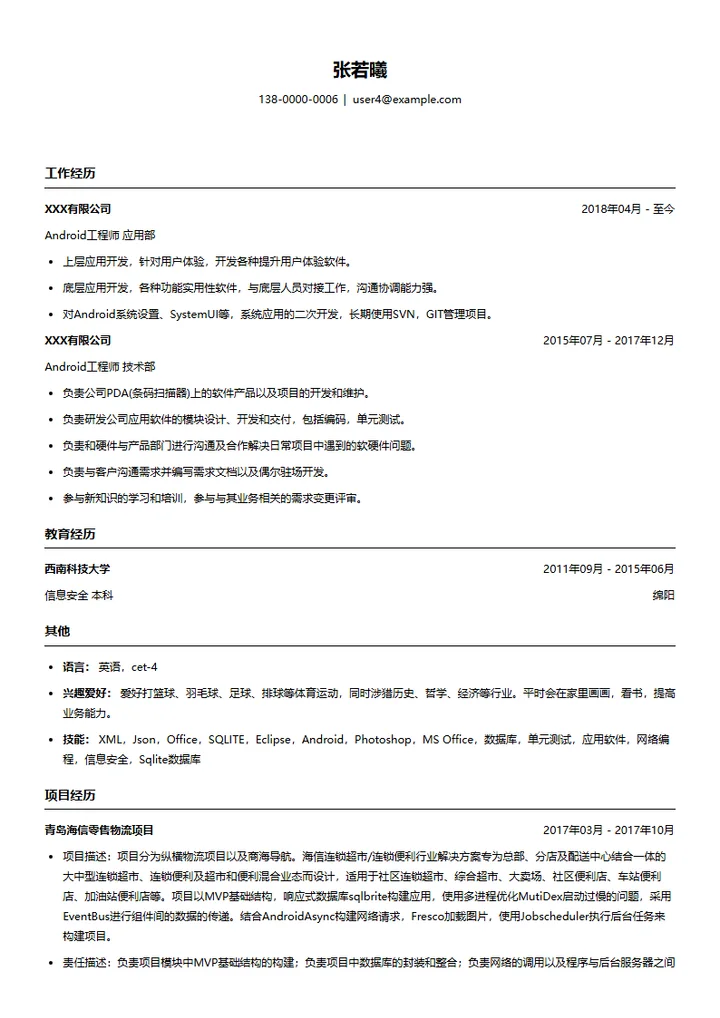 张若曦
138-0000-0006 | user4@example.com
工作经历
XXX有限公司 2018年04月 - 至今
Android工程师 应用部
• 上层应用开发，针对用户体验，开发各种提升用户体验软件。
• 底层应用开发，各种功能实用性软件，与底层人员对接工作，沟通协调能力强。
• 对Android系统设置、SystemUI等，系统应用的二次开发，长期使用SVN，GIT管理项目。
XXX有限公司 2015年07月 - 2017年12月
Android工程师 技术部
• 负责公司PDA(条码扫描器)上的软件产品以及项目的开发和维护。
• 负责研发公司应用软件的模块设计、开发和交付，包括编码，单元测试。
• 负责和硬件与产品部门进行沟通及合作解决日常项目中遇到的软硬件问题。
• 负责与客户沟通需求并编写需求文档以及偶尔驻场开发。
• 参与新知识的学习和培训，参与与其业务相关的需求变更评审。
教育经历
西南科技大学 2011年09月 - 2015年06月
信息安全 本科 绵阳
其他
• 语言： 英语，cet-4
• 兴趣爱好： 爱好打篮球、羽毛球、足球、排球等体育运动，同时涉猎历史、哲学、经济等行业。平时会在家里画画，看书，提高
业务能力。
• 技能： XML，Json，Office，SQLITE，Eclipse，Android，Photoshop，MS Office，数据库，单元测试，应用软件，网络编
程，信息安全，Sqlite数据库
项目经历
青岛海信零售物流项目 2017年03月 - 2017年10月
• 项目描述：项目分为纵横物流项目以及商海导航。海信连锁超市/连锁便利行业解决方案专为总部、分店及配送中心结合一体的
大中型连锁超市、连锁便利及超市和便利混合业态而设计，适用于社区连锁超市、综合超市、大卖场、社区便利店、车站便利
店、加油站便利店等。项目以MVP基础结构，响应式数据库sqlbrite构建应用，使用多进程优化MutiDex启动过慢的问题，采用
EventBus进行组件间的数据的传递。结合AndroidAsync构建网络请求，Fresco加载图片，使用Jobscheduler执行后台任务来
构建项目。
• 责任描述：负责项目模块中MVP基础结构的构建；负责项目中数据库的封装和整合；负责网络的调用以及程序与后台服务器之间